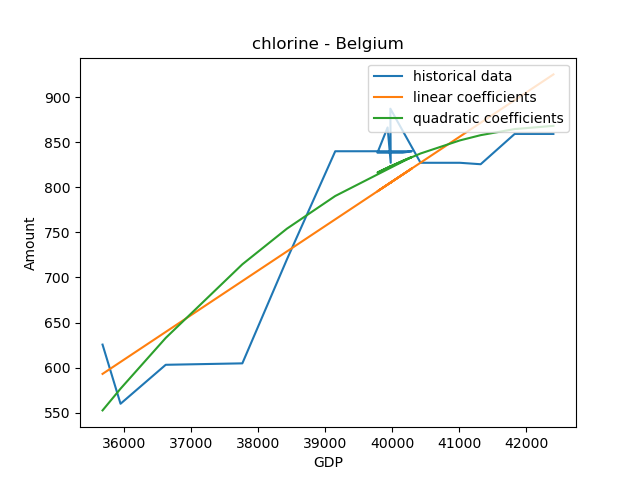 chlorine - Belgium
historical data
linear coefficients
quadratic coefficients
Amount
900
850
800
750
700
650
600
550
36000 37000 38000 39000 40000 41000 42000
GDP